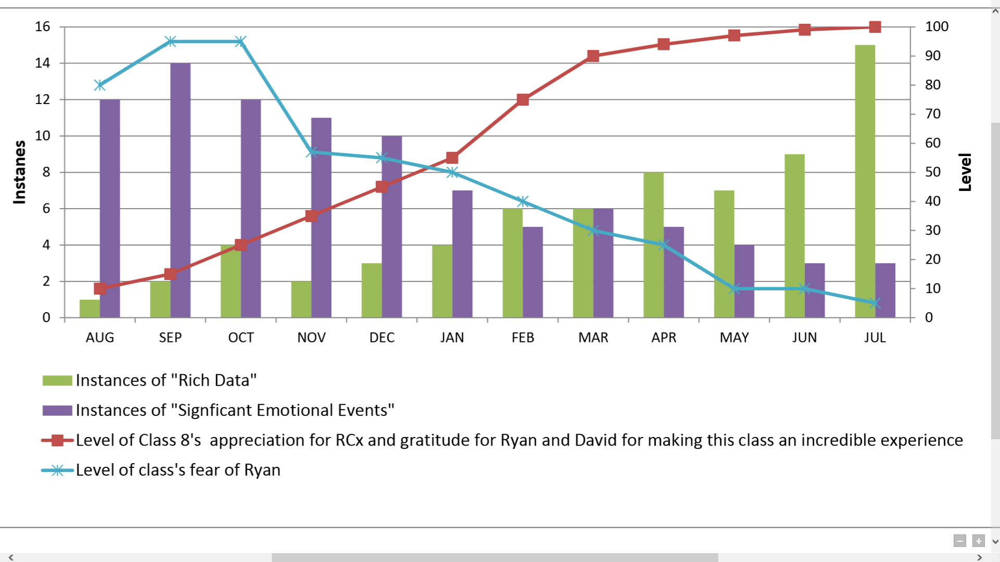 16
14
12
10
8
6
4
2
0
Instanes
100
90
80
70
60
50
40
30
20
10
0
Level
AUG SEP OCT NOV DEC JAN FEB MAR APR MAY JUN JUL
Instances of "Rich Data"
Instances of "Signficant Emotional Events"
Level of Class 8's  appreciation for RCx and gratitude for Ryan and David for making this class an incredible experience
Level of class's fear of Ryan